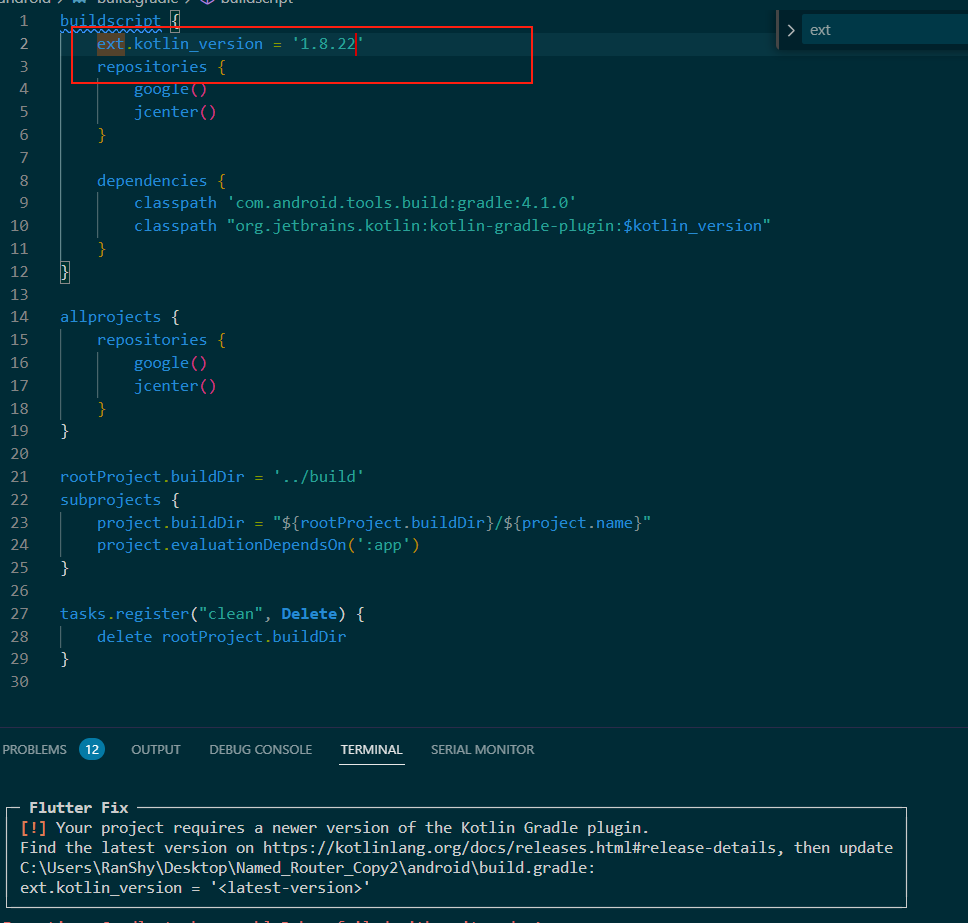 android > build.gradle > buildscript
1 buildscript {
2 ext.kotlin_version = '1.8.22'
3 repositories {
4 google()
5 jcenter()
6 }
7
8 dependencies {
9 classpath 'com.android.tools.build:gradle:4.1.0'
10 classpath "org.jetbrains.kotlin:kotlin-gradle-plugin:$kotlin_version"
11 }
12 }
13
14 allprojects {
15 repositories {
16 google()
17 jcenter()
18 }
19 }
20
21 rootProject.buildDir = '../build'
22 subprojects {
23 project.buildDir = "${rootProject.buildDir}/${project.name}"
24 project.evaluationDependsOn(':app')
25 }
26
27 tasks.register("clean", Delete) {
28 delete rootProject.buildDir
29 }
30
> ext
PROBLEMS 12 OUTPUT DEBUG CONSOLE TERMINAL SERIAL MONITOR
Flutter Fix
[!] Your project requires a newer version of the Kotlin Gradle plugin.
Find the latest version on https://kotlinlang.org/docs/releases.html#release-details, then update
C:\Users\RanShy\Desktop\Named_Router_Copy2\android\build.gradle:
ext.kotlin_version = '<latest-version>'